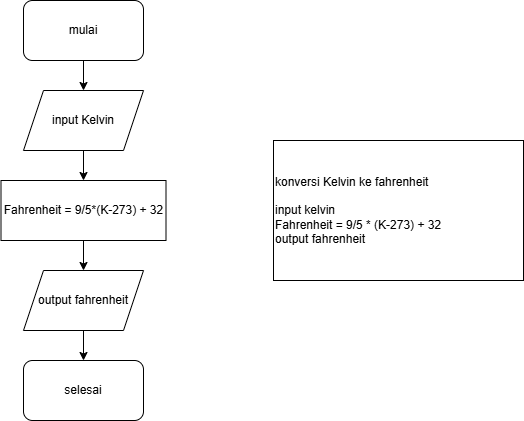 mulai
input Kelvin
Fahrenheit = 9/5*(K-273) + 32
output fahrenheit
selesai
konversi Kelvin ke fahrenheit
input kelvin
Fahrenheit = 9/5 * (K-273) + 32
output fahrenheit